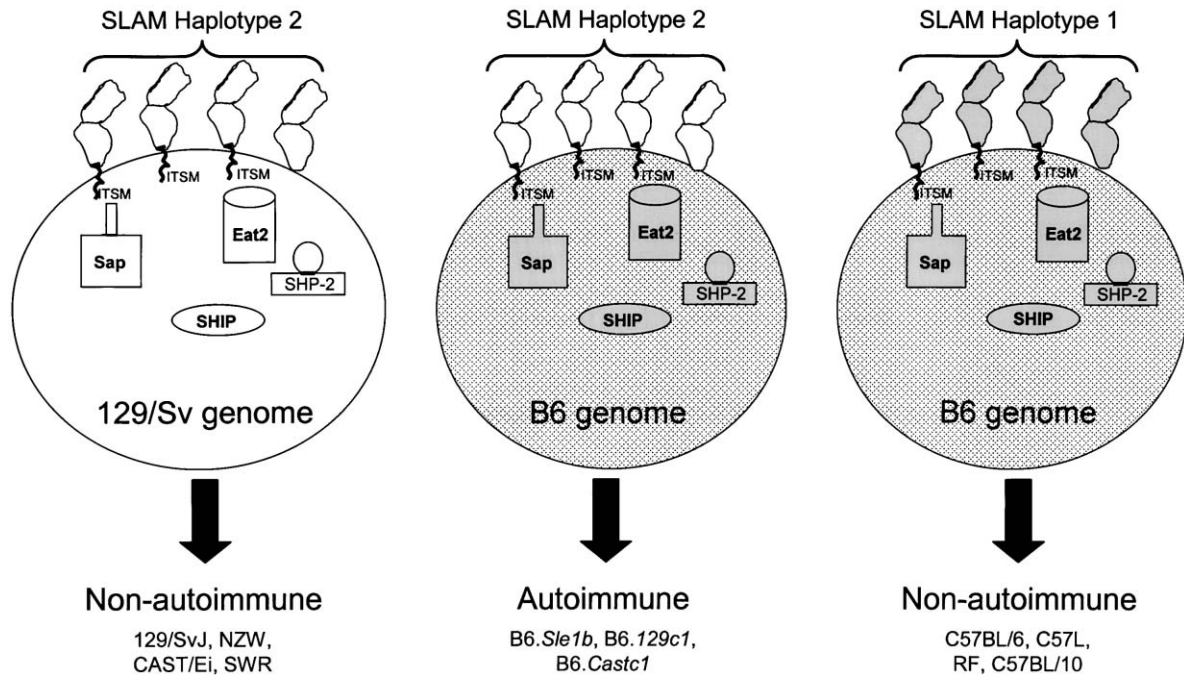 SLAM Haplotype 2
ITSM
ITSM
ITSM
Eat2
Sap
SHP-2
SHIP
129/Sv genome
Non-autoimmune
129/SvJ, NZW,
CAST/Ei, SWR
SLAM Haplotype 2
ITSM
ITSM
ITSM
Eat2
Sap
SHP-2
SHIP
B6 genome
Autoimmune
B6.Sle1b, B6.129c1,
B6.Castc1
SLAM Haplotype 1
ITSM
ITSM
ITSM
Eat2
Sap
SHP-2
SHIP
B6 genome
Non-autoimmune
C57BL/6, C57L,
RF, C57BL/10